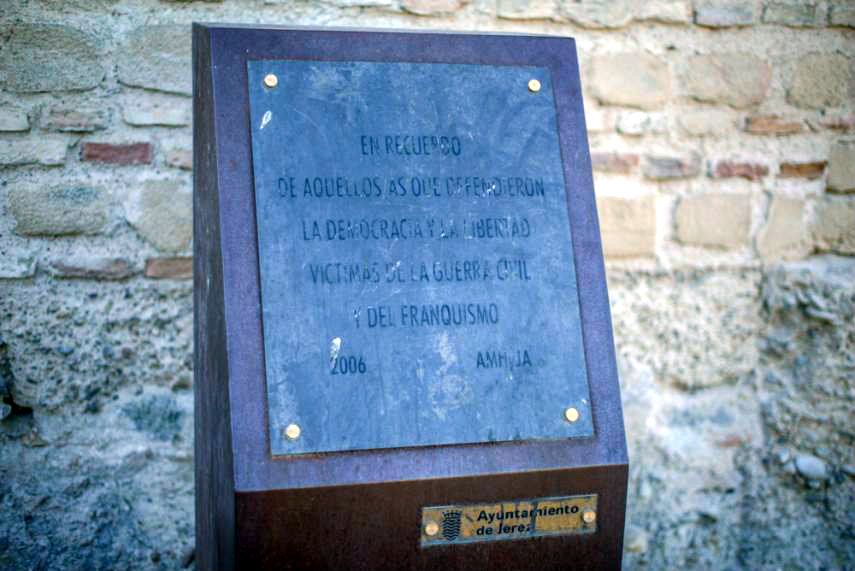 EN RECUERDO
DE AQUELLOS/AS QUE DEFENDIERON
LA DEMOCRACIA Y LA LIBERTAD
VICTIMAS DE LA GUERRA CIVIL
Y DEL FRANQUISMO
2006 AMHyJA
Ayuntamiento
de Jerez